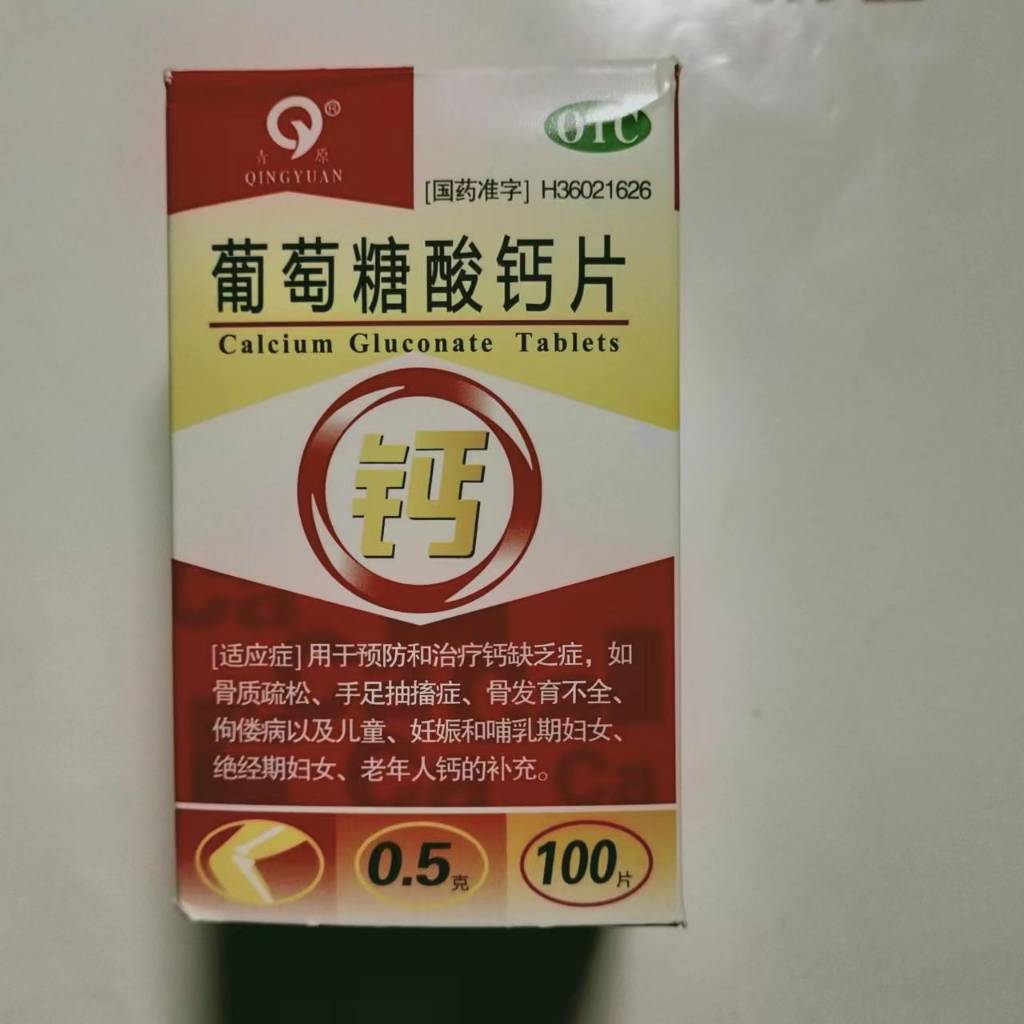 青原
QINGYUAN
OTC
[国药准字] H36021626
葡萄糖酸钙片
Calcium Gluconate Tablets
钙
[适应症] 用于预防和治疗钙缺乏症，如
骨质疏松、手足抽搐症、骨发育不全、
佝偻病以及儿童、妊娠和哺乳期妇女、
绝经期妇女、老年人钙的补充。
0.5克
100片